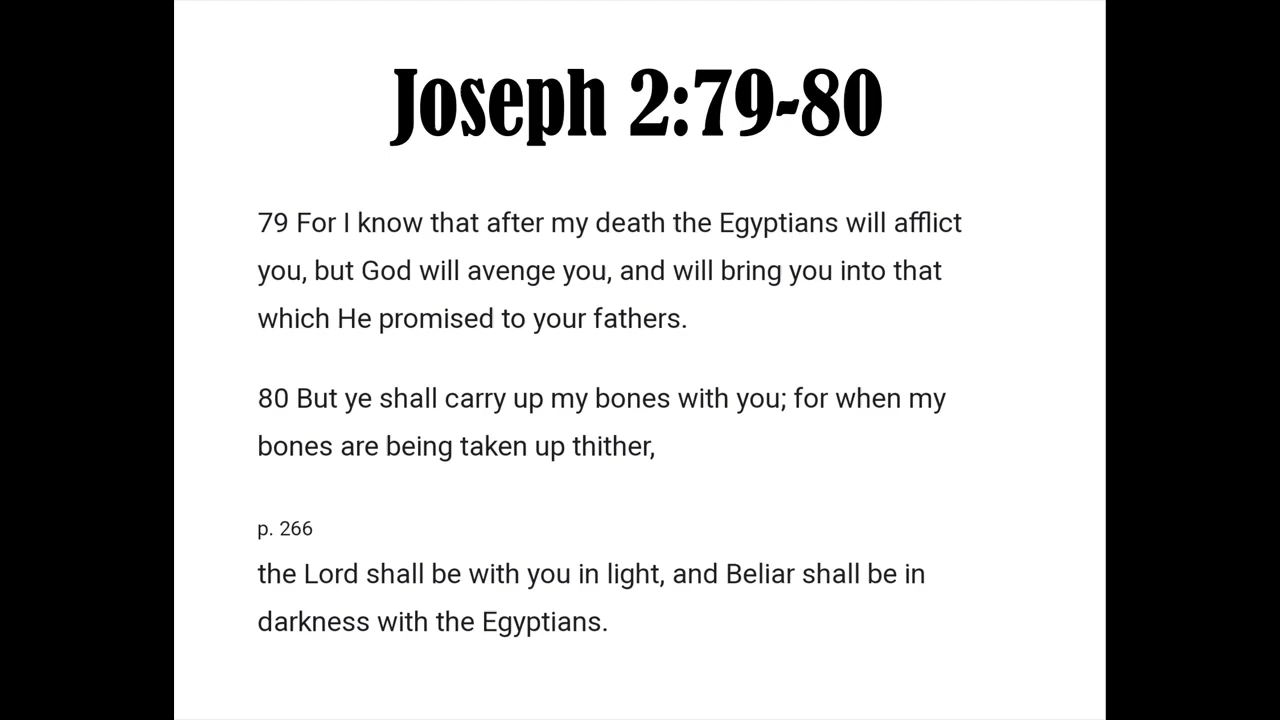 Joseph 2:79-80
79 For I know that after my death the Egyptians will afflict
you, but God will avenge you, and will bring you into that
which He promised to your fathers.
80 But ye shall carry up my bones with you; for when my
bones are being taken up thither,
p. 266
the Lord shall be with you in light, and Beliar shall be in
darkness with the Egyptians.